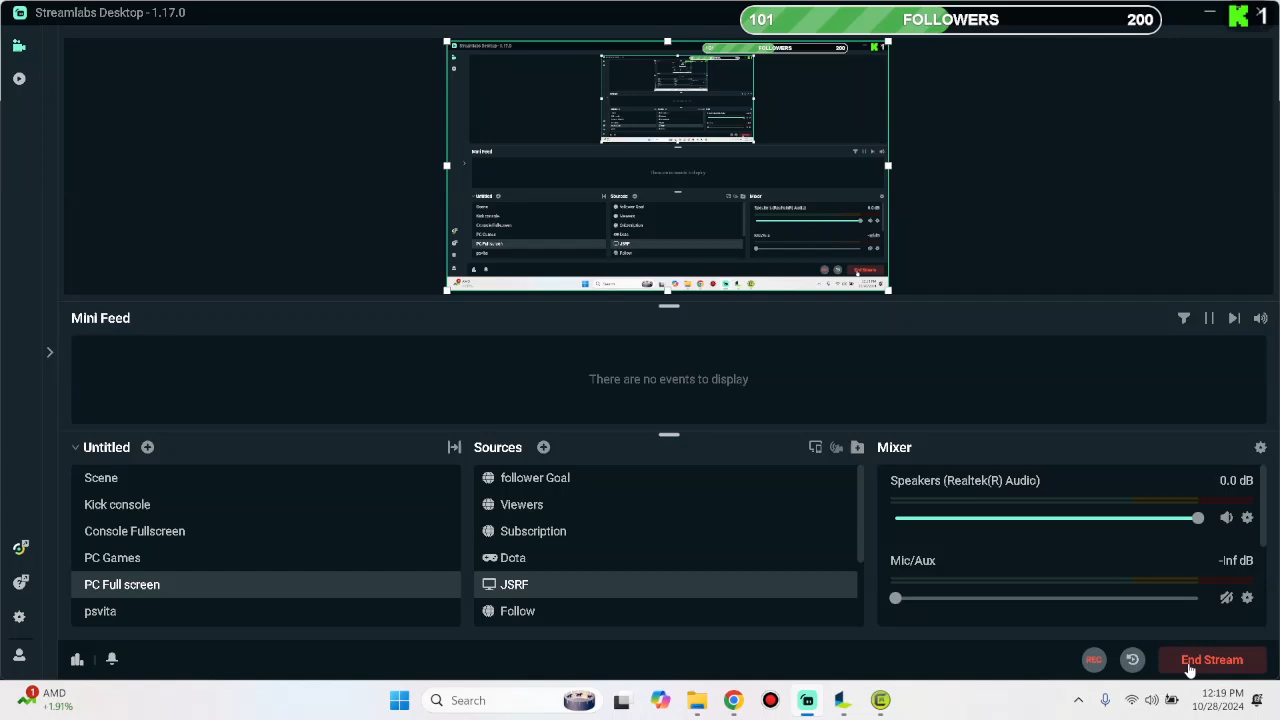 Streamlabs Desktop - 1.17.0
101 FOLLOWERS 200
1
Mini Feed
There are no events to display
Untitled
Scene
Kick console
Console Fullscreen
PC Games
PC Full screen
psvita
Sources
follower Goal
Viewers
Subscription
Dota
JSRF
Follow
Mixer
Speakers (Realtek(R) Audio) 0.0 dB
Mic/Aux -Inf dB
REC
End Stream
1
AMD
+1.91%
Search
12:19 PM